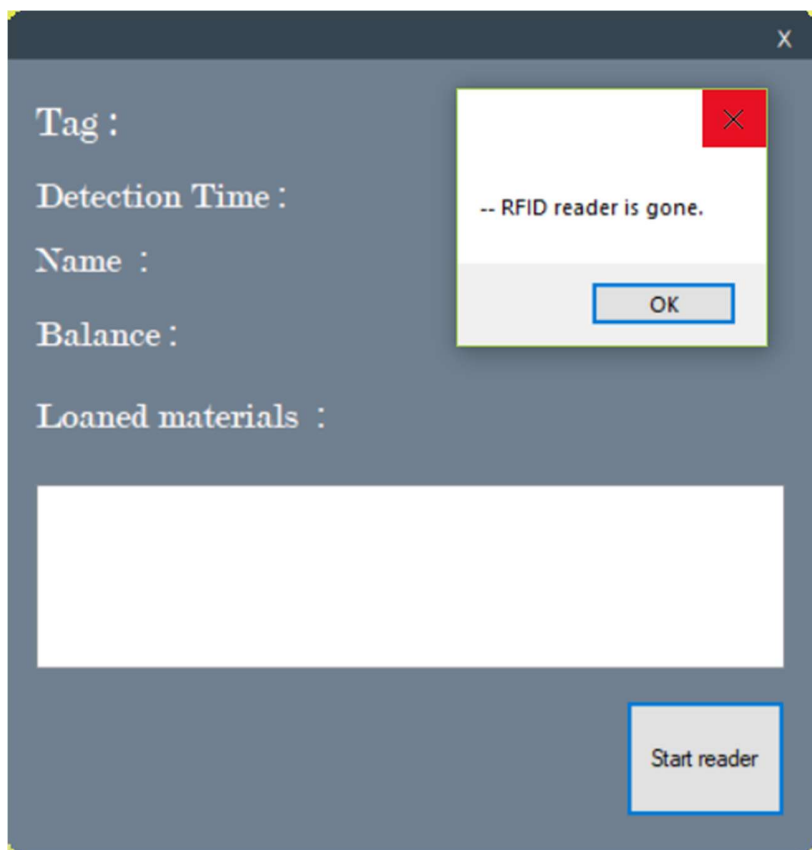 X
Tag :
-- RFID reader is gone.
OK
Detection Time :
Name :
Balance :
Loaned materials :
Start reader